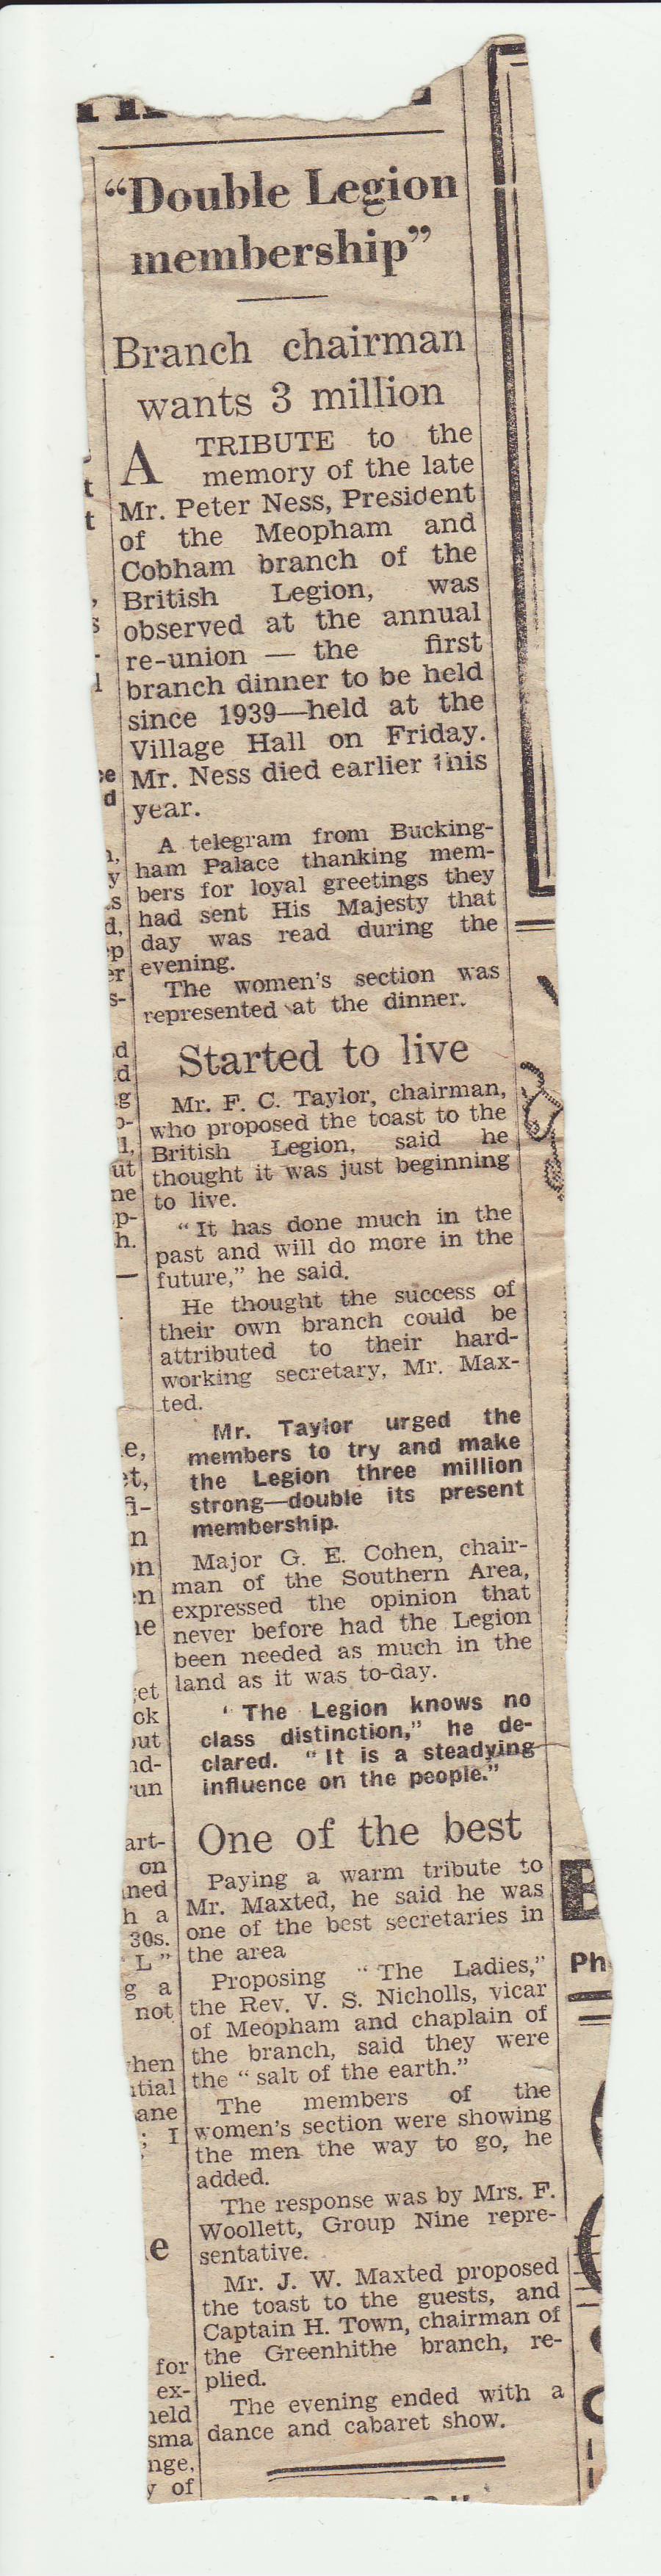 “Double Legion
membership”
Branch chairman
wants 3 million
A TRIBUTE to the
memory of the late
Mr. Peter Ness, President
of the Meopham and
Cobham branch of the
British Legion, was
observed at the annual
re-union — the first
branch dinner to be held
since 1939—held at the
Village Hall on Friday.
Mr. Ness died earlier this
year.
A telegram from Bucking-
ham Palace thanking mem-
bers for loyal greetings they
had sent His Majesty that
day was read during the
evening.
The women's section was
represented at the dinner.
Started to live
Mr. F. C. Taylor, chairman,
who proposed the toast to the
British Legion, said he
thought it was just beginning
to live.
“It has done much in the
past and will do more in the
future,” he said.
He thought the success of
their own branch could be
attributed to their hard-
working secretary, Mr. Max-
ted.
Mr. Taylor urged the
members to try and make
the Legion three million
strong—double its present
membership.
Major G. E. Cohen, chair-
man of the Southern Area,
expressed the opinion that
never before had the Legion
been needed as much in the
land as it was to-day.
‘ The Legion knows no
class distinction,” he de-
clared. “It is a steadying
influence on the people.”
One of the best
Paying a warm tribute to
Mr. Maxted, he said he was
one of the best secretaries in
the area
Proposing “The Ladies,”
the Rev. V. S. Nicholls, vicar
of Meopham and chaplain of
the branch, said they were
the “salt of the earth.”
The members of the
women's section were showing
the men the way to go, he
added.
The response was by Mrs. F.
Woollett, Group Nine repre-
sentative.
Mr. J. W. Maxted proposed
the toast to the guests, and
Captain H. Town, chairman of
the Greenhithe branch, re-
plied.
The evening ended with a
dance and cabaret show.